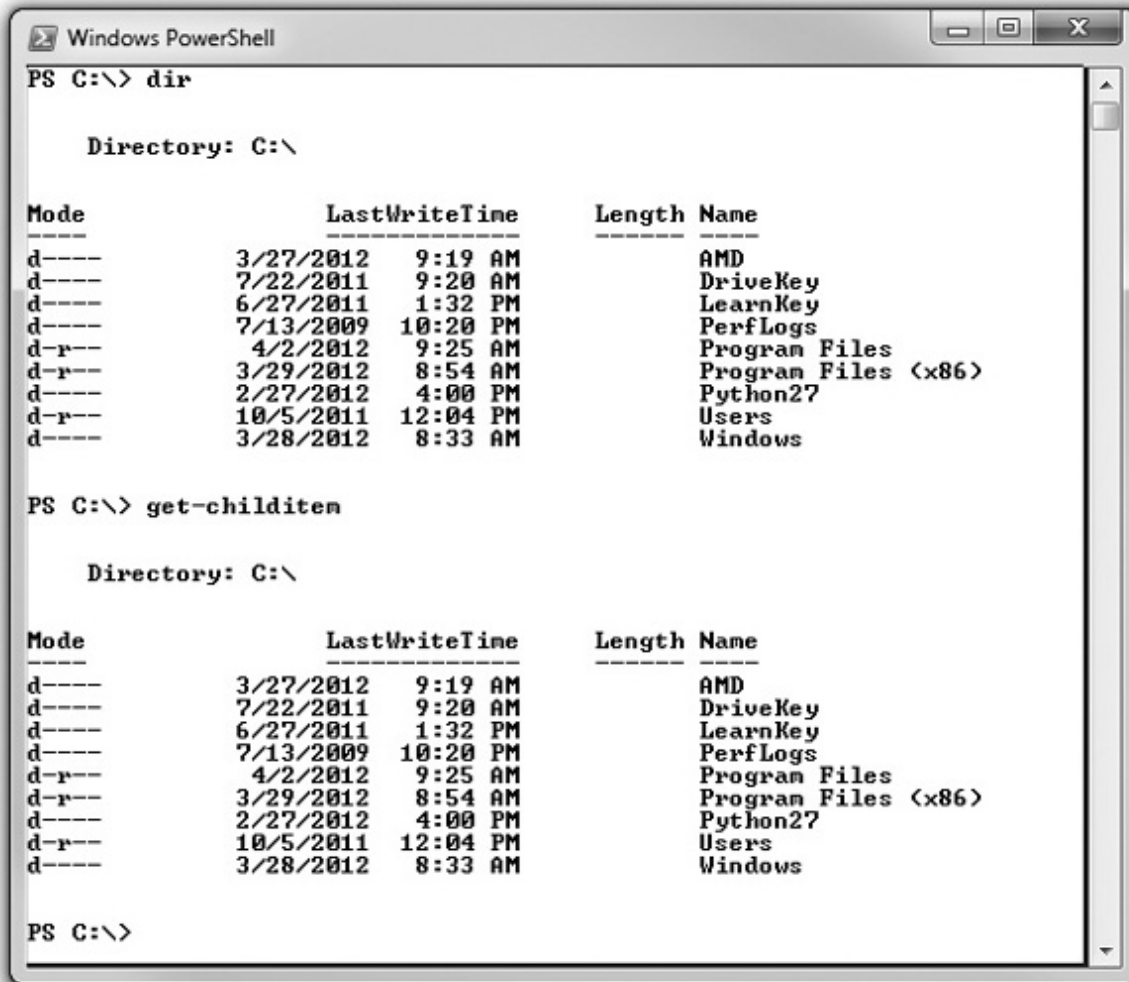 Windows PowerShell
PS C:\> dir
Directory: C:\
Mode LastWriteTime Length Name
---- ------------- ------ ----
d---- 3/27/2012 9:19 AM AMD
d---- 7/22/2011 9:20 AM DriveKey
d---- 6/27/2011 1:32 PM LearnKey
d---- 7/13/2009 10:20 PM PerfLogs
d-r-- 4/2/2012 9:25 AM Program Files
d-r-- 3/29/2012 8:54 AM Program Files (x86)
d---- 2/27/2012 4:00 PM Python27
d-r-- 10/5/2011 12:04 PM Users
d---- 3/28/2012 8:33 AM Windows
PS C:\> get-childitem
Directory: C:\
Mode LastWriteTime Length Name
---- ------------- ------ ----
d---- 3/27/2012 9:19 AM AMD
d---- 7/22/2011 9:20 AM DriveKey
d---- 6/27/2011 1:32 PM LearnKey
d---- 7/13/2009 10:20 PM PerfLogs
d-r-- 4/2/2012 9:25 AM Program Files
d-r-- 3/29/2012 8:54 AM Program Files (x86)
d---- 2/27/2012 4:00 PM Python27
d-r-- 10/5/2011 12:04 PM Users
d---- 3/28/2012 8:33 AM Windows
PS C:\>